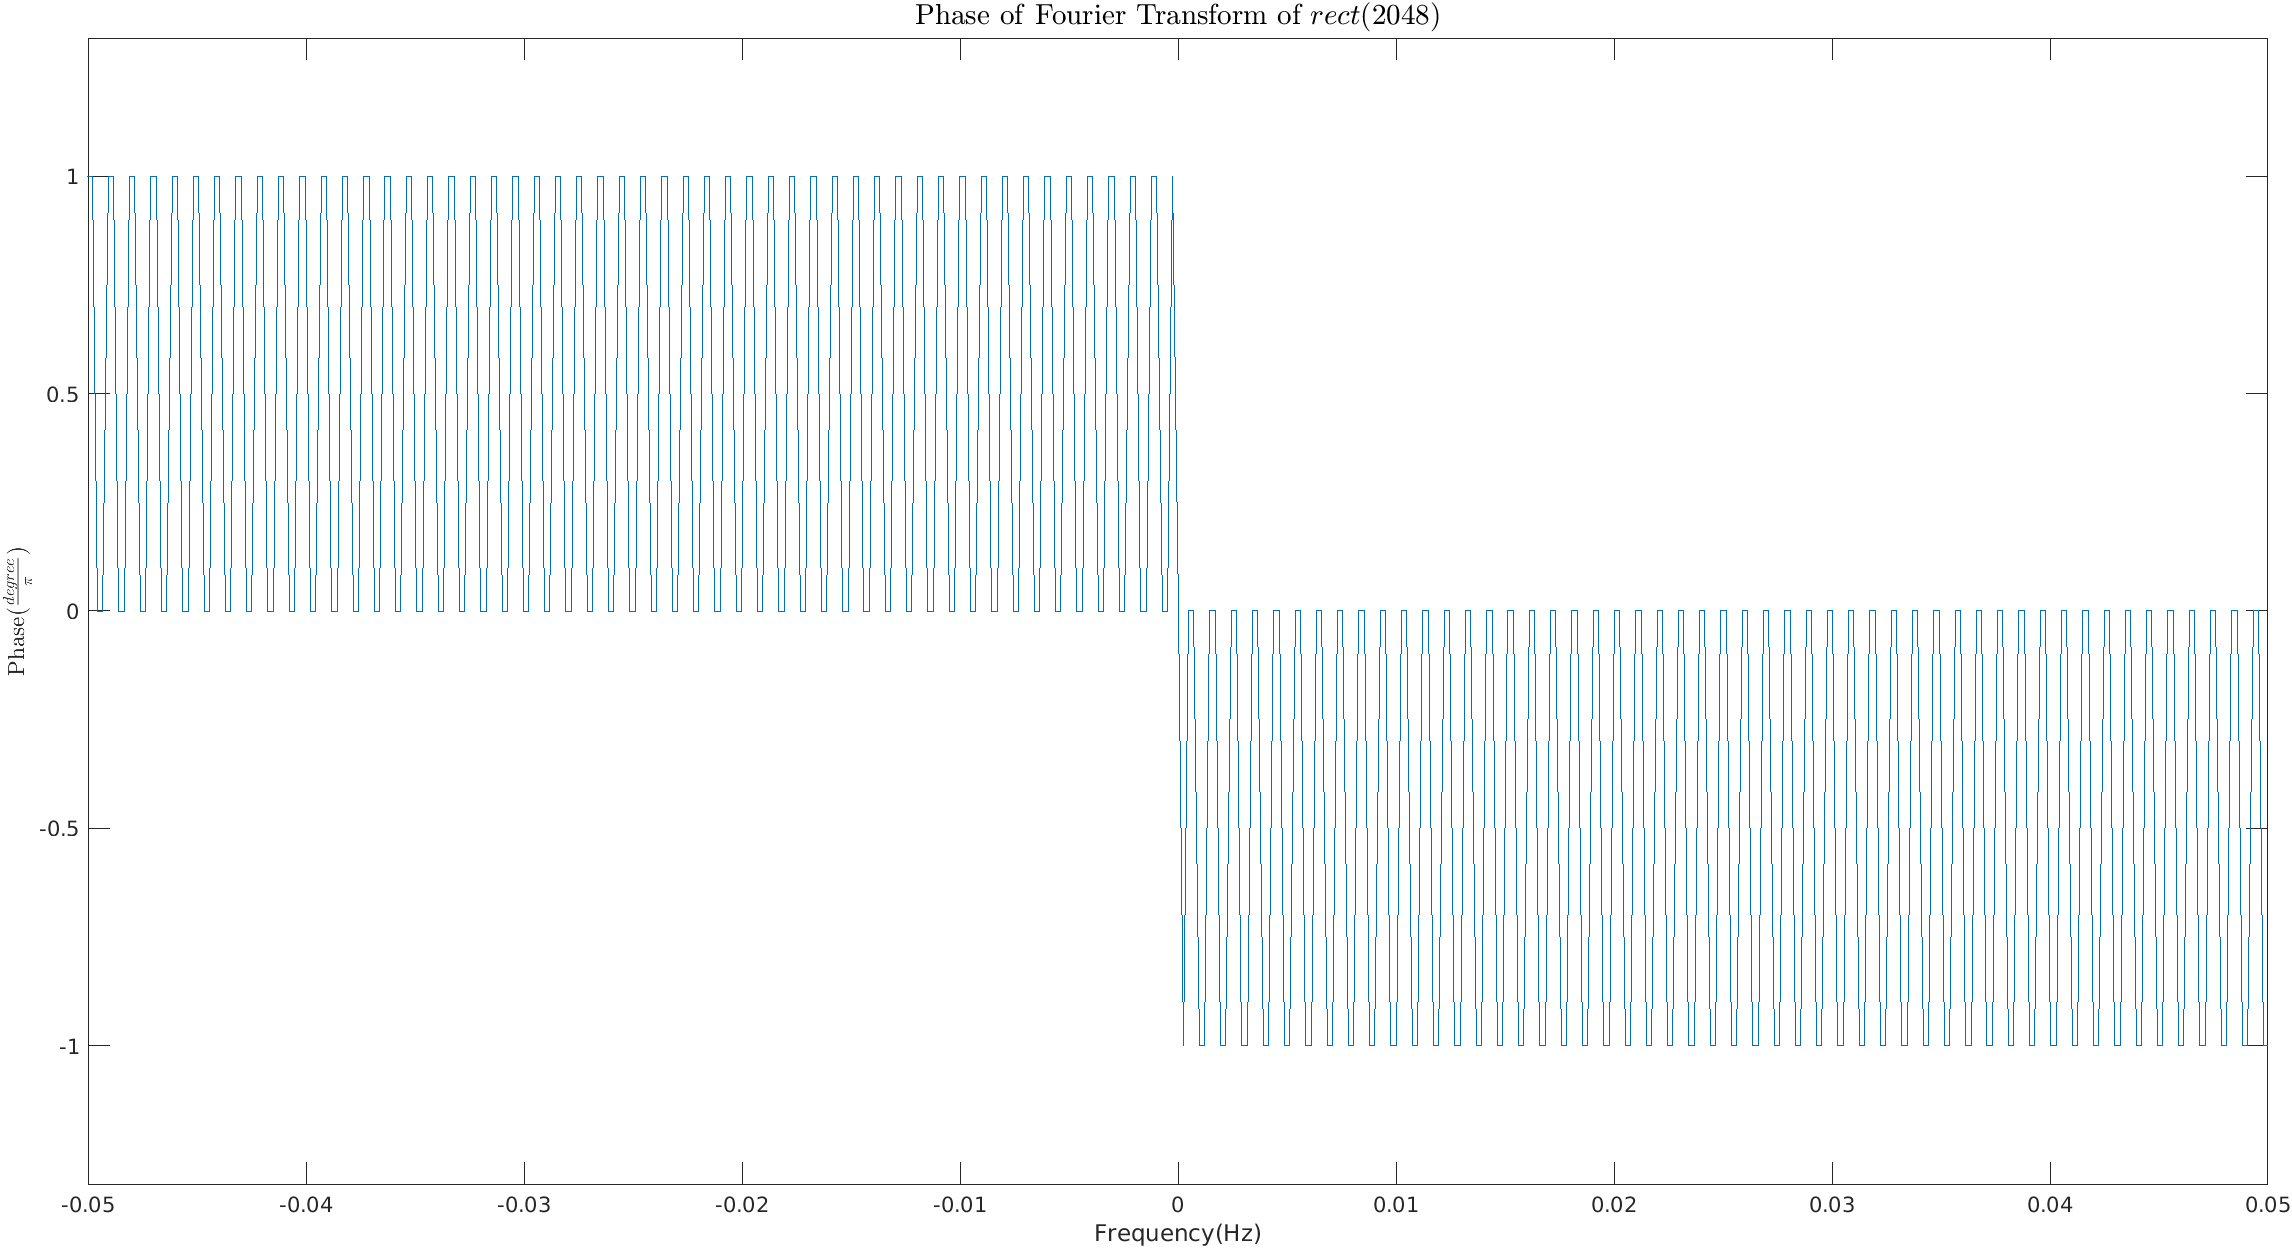 Phase of Fourier Transform of rect(2048)
1
0.5
0
-0.5
-1
Phase(degree/π)
-0.05 -0.04 -0.03 -0.02 -0.01 0 0.01 0.02 0.03 0.04 0.05
Frequency(Hz)